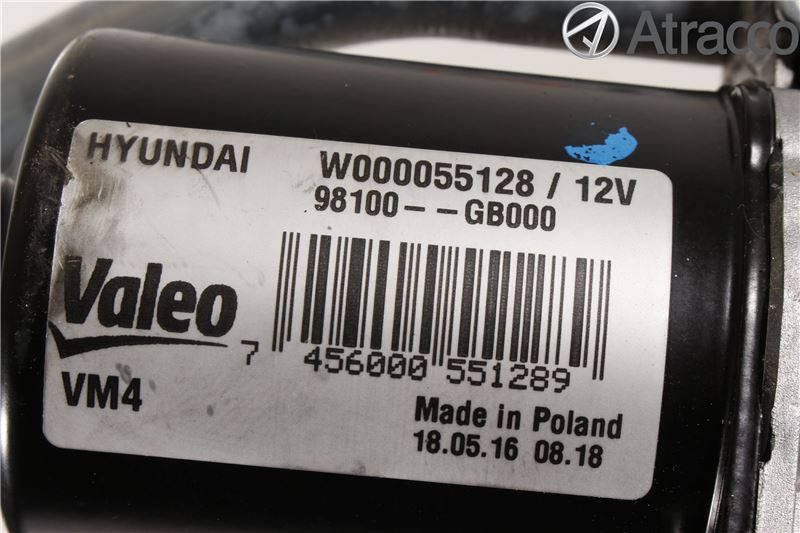 Atracco
HYUNDAI W000055128 / 12V
98100--GB000
Valeo
7 456000 551289
VM4
Made in Poland
18.05.16 08.18